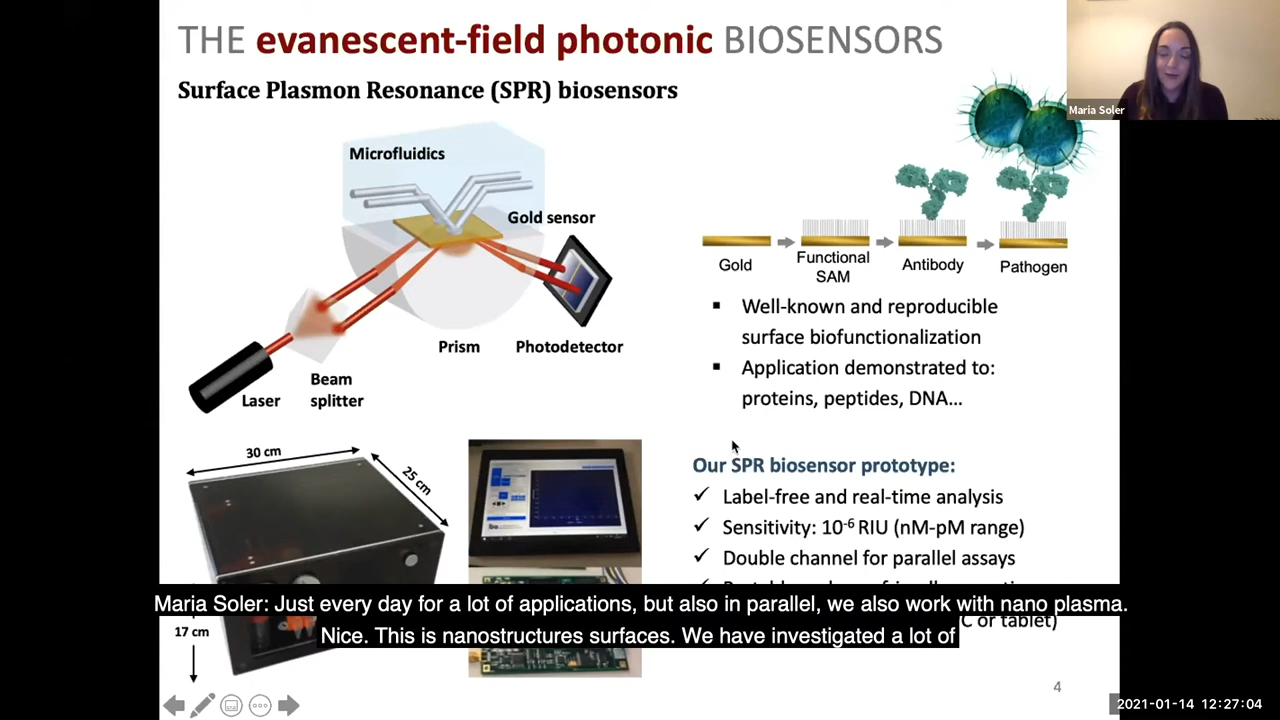 THE evanescent-field photonic BIOSENSORS
Surface Plasmon Resonance (SPR) biosensors
Maria Soler
Microfluidics
Gold sensor
Prism
Photodetector
Beam
splitter
Laser
Gold
Functional
SAM
Antibody
Pathogen
▪ Well-known and reproducible
surface biofunctionalization
▪ Application demonstrated to:
proteins, peptides, DNA...
30 cm
25 cm
17 cm
Our SPR biosensor prototype:
✓ Label-free and real-time analysis
✓ Sensitivity: 10⁻⁶ RIU (nM-pM range)
✓ Double channel for parallel assays
C or tablet)
Maria Soler: Just every day for a lot of applications, but also in parallel, we also work with nano plasma.
Nice. This is nanostructures surfaces. We have investigated a lot of
4
2021-01-14 12:27:04